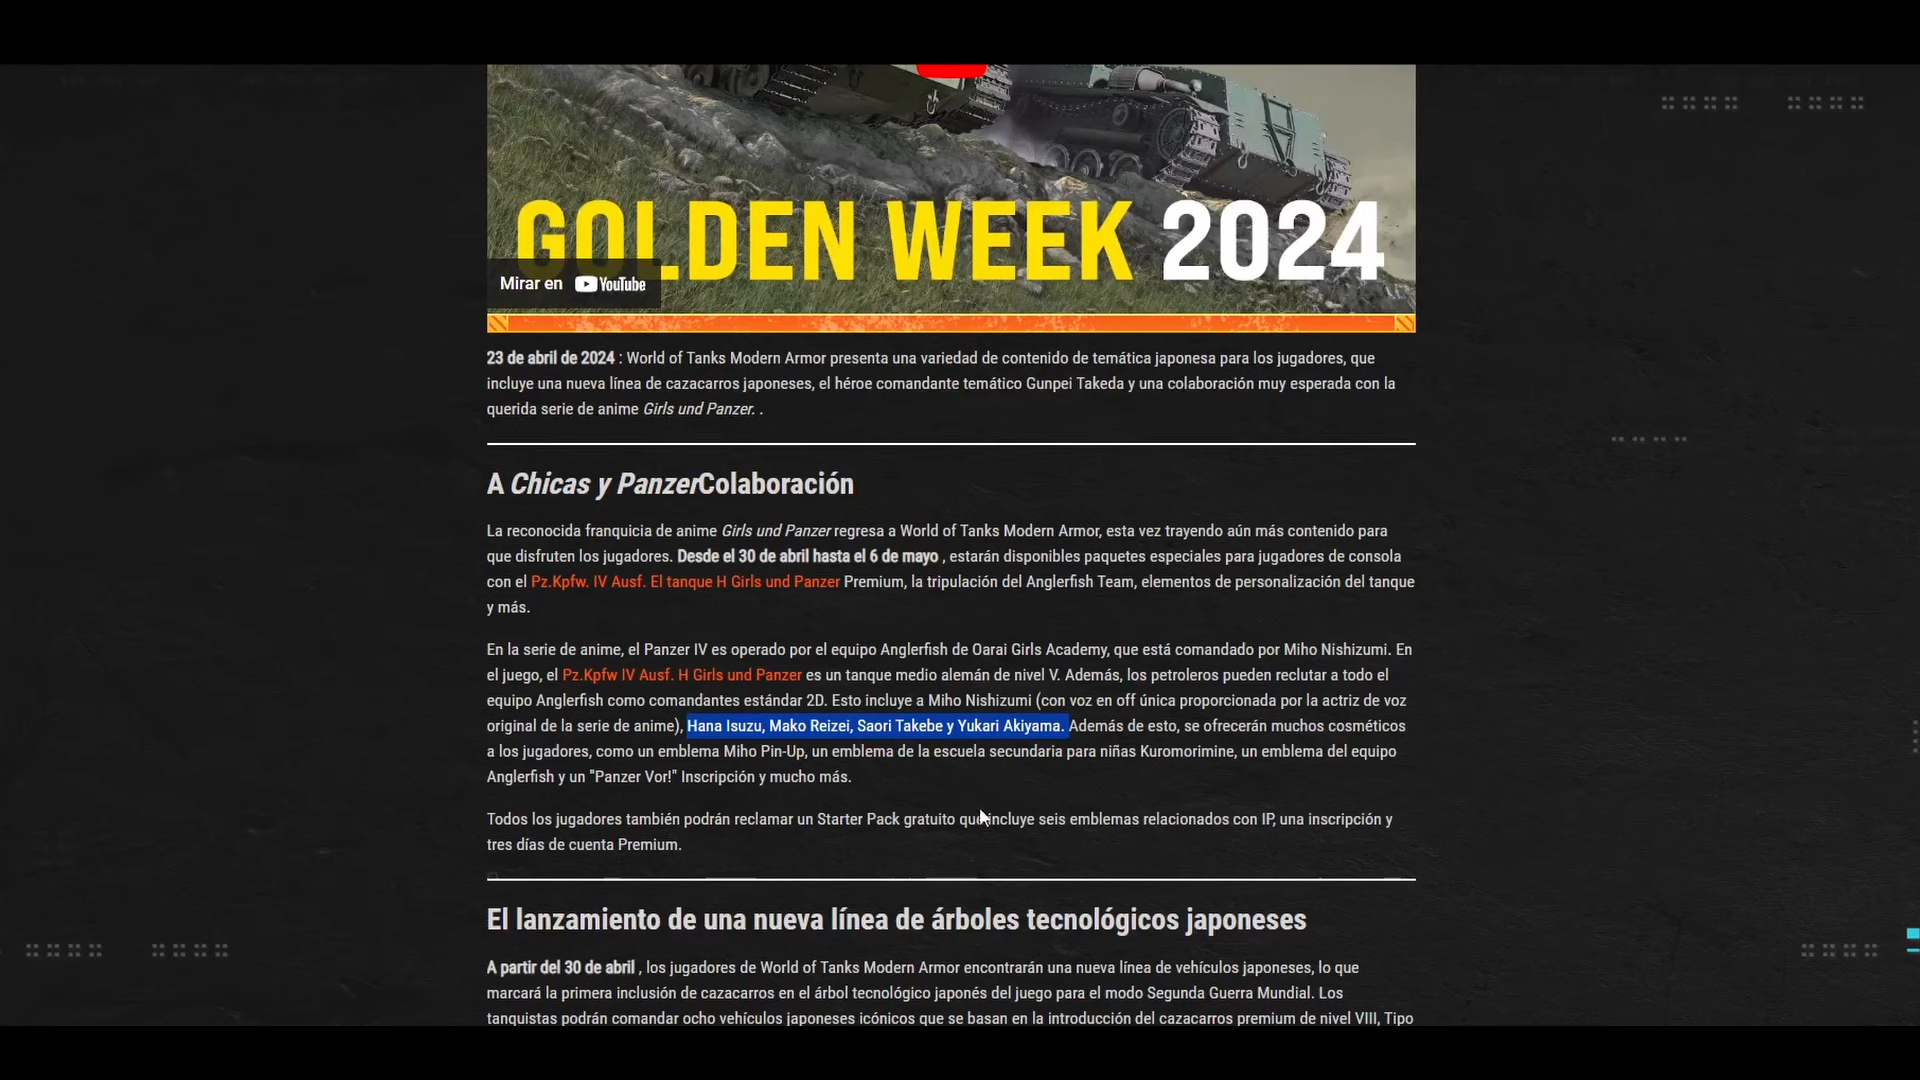 GOLDEN WEEK 2024
Mirar en YouTube
23 de abril de 2024 : World of Tanks Modern Armor presenta una variedad de contenido de temática japonesa para los jugadores, que
incluye una nueva línea de cazacarros japoneses, el héroe comandante temático Gunpei Takeda y una colaboración muy esperada con la
querida serie de anime Girls und Panzer. .
A Chicas y PanzerColaboración
La reconocida franquicia de anime Girls und Panzer regresa a World of Tanks Modern Armor, esta vez trayendo aún más contenido para
que disfruten los jugadores. Desde el 30 de abril hasta el 6 de mayo , estarán disponibles paquetes especiales para jugadores de consola
con el Pz.Kpfw. IV Ausf. El tanque H Girls und Panzer Premium, la tripulación del Anglerfish Team, elementos de personalización del tanque
y más.
En la serie de anime, el Panzer IV es operado por el equipo Anglerfish de Oarai Girls Academy, que está comandado por Miho Nishizumi. En
el juego, el Pz.Kpfw IV Ausf. H Girls und Panzer es un tanque medio alemán de nivel V. Además, los petroleros pueden reclutar a todo el
equipo Anglerfish como comandantes estándar 2D. Esto incluye a Miho Nishizumi (con voz en off única proporcionada por la actriz de voz
original de la serie de anime), Hana Isuzu, Mako Reizei, Saori Takebe y Yukari Akiyama. Además de esto, se ofrecerán muchos cosméticos
a los jugadores, como un emblema Miho Pin-Up, un emblema de la escuela secundaria para niñas Kuromorimine, un emblema del equipo
Anglerfish y un "Panzer Vor!" Inscripción y mucho más.
Todos los jugadores también podrán reclamar un Starter Pack gratuito que incluye seis emblemas relacionados con IP, una inscripción y
tres días de cuenta Premium.
El lanzamiento de una nueva línea de árboles tecnológicos japoneses
A partir del 30 de abril , los jugadores de World of Tanks Modern Armor encontrarán una nueva línea de vehículos japoneses, lo que
marcará la primera inclusión de cazacarros en el árbol tecnológico japonés del juego para el modo Segunda Guerra Mundial. Los
tanquistas podrán comandar ocho vehículos japoneses icónicos que se basan en la introducción del cazacarros premium de nivel VIII, Tipo